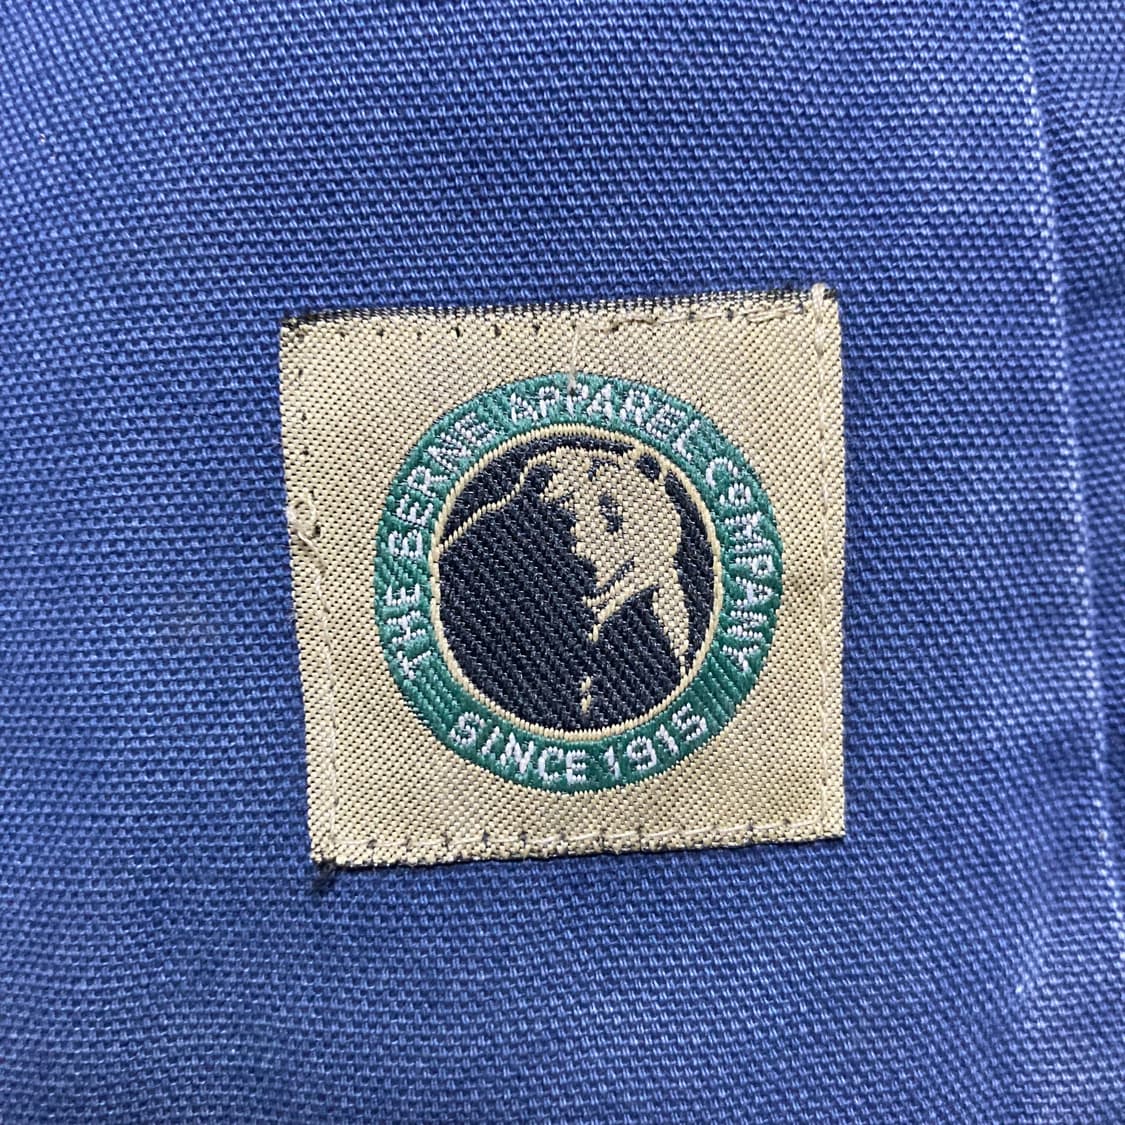 THE BERNE APPAREL COMPANY
SINCE 1915